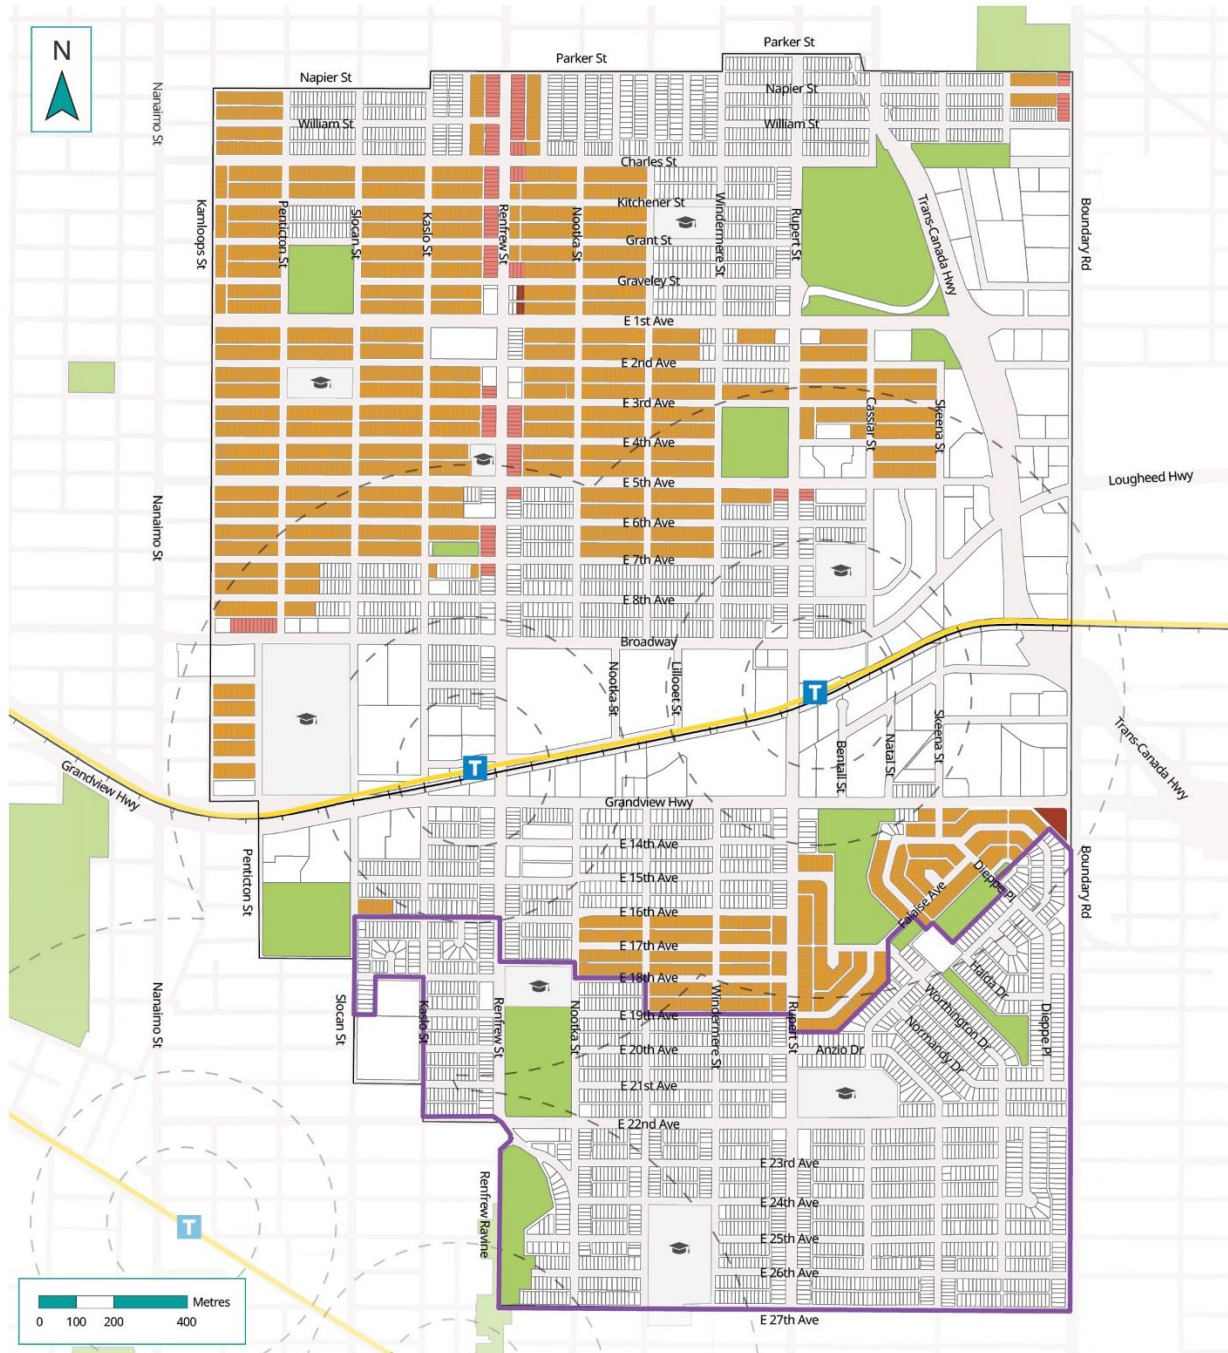 N
Parker St
Parker St
Napier St
Napier St
Nanaimo St
William St
William St
Charles St
Kamloops St
Penticton St
Slocan St
Kaslo St
Renfrew St
Nootka St
Kitchener St
Windermere St
Rupert St
Trans-Canada Hwy
Boundary Rd
Grant St
Graveley St
E 1st Ave
E 2nd Ave
E 3rd Ave
Cassiar St
Skeena St
E 4th Ave
E 5th Ave
Lougheed Hwy
Nanaimo St
E 6th Ave
E 7th Ave
E 8th Ave
Broadway
Nootka St
Lillooet St
T
Bentall St
Natal St
Skeena St
Trans-Canada Hwy
T
Grandview Hwy
Grandview Hwy
E 14th Ave
Penticton St
E 15th Ave
Falaise Ave
Dieppe Pl
Boundary Rd
E 16th Ave
E 17th Ave
E 18th Ave
Haida Dr
Nanaimo St
Slocan St
Kaslo St
Renfrew St
Nootka St
E 19th Ave
Windermere St
Rupert St
Worthington Dr
Normandy Dr
Dieppe Pl
E 20th Ave
Anzio Dr
E 21st Ave
E 22nd Ave
E 23rd Ave
Renfrew Ravine
E 24th Ave
T
E 25th Ave
E 26th Ave
E 27th Ave
Metres
0 100 200 400